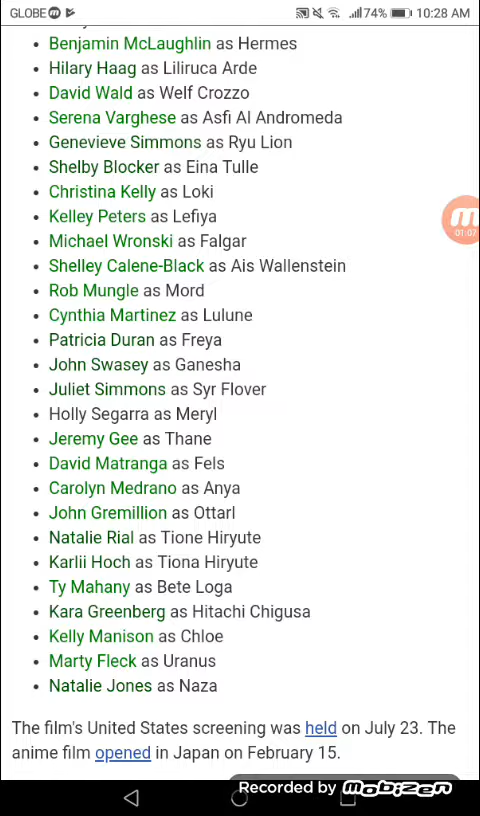 GLOBE 74% 10:28 AM
Benjamin McLaughlin as Hermes
Hilary Haag as Liliruca Arde
David Wald as Welf Crozzo
Serena Varghese as Asfi Al Andromeda
Genevieve Simmons as Ryu Lion
Shelby Blocker as Eina Tulle
Christina Kelly as Loki
Kelley Peters as Lefiya
01:07
Michael Wronski as Falgar
Shelley Calene-Black as Ais Wallenstein
Rob Mungle as Mord
Cynthia Martinez as Lulune
Patricia Duran as Freya
John Swasey as Ganesha
Juliet Simmons as Syr Flover
Holly Segarra as Meryl
Jeremy Gee as Thane
David Matranga as Fels
Carolyn Medrano as Anya
John Gremillion as Ottarl
Natalie Rial as Tione Hiryute
Karlii Hoch as Tiona Hiryute
Ty Mahany as Bete Loga
Kara Greenberg as Hitachi Chigusa
Kelly Manison as Chloe
Marty Fleck as Uranus
Natalie Jones as Naza
The film's United States screening was held on July 23. The
anime film opened in Japan on February 15.
Recorded by Mobizen